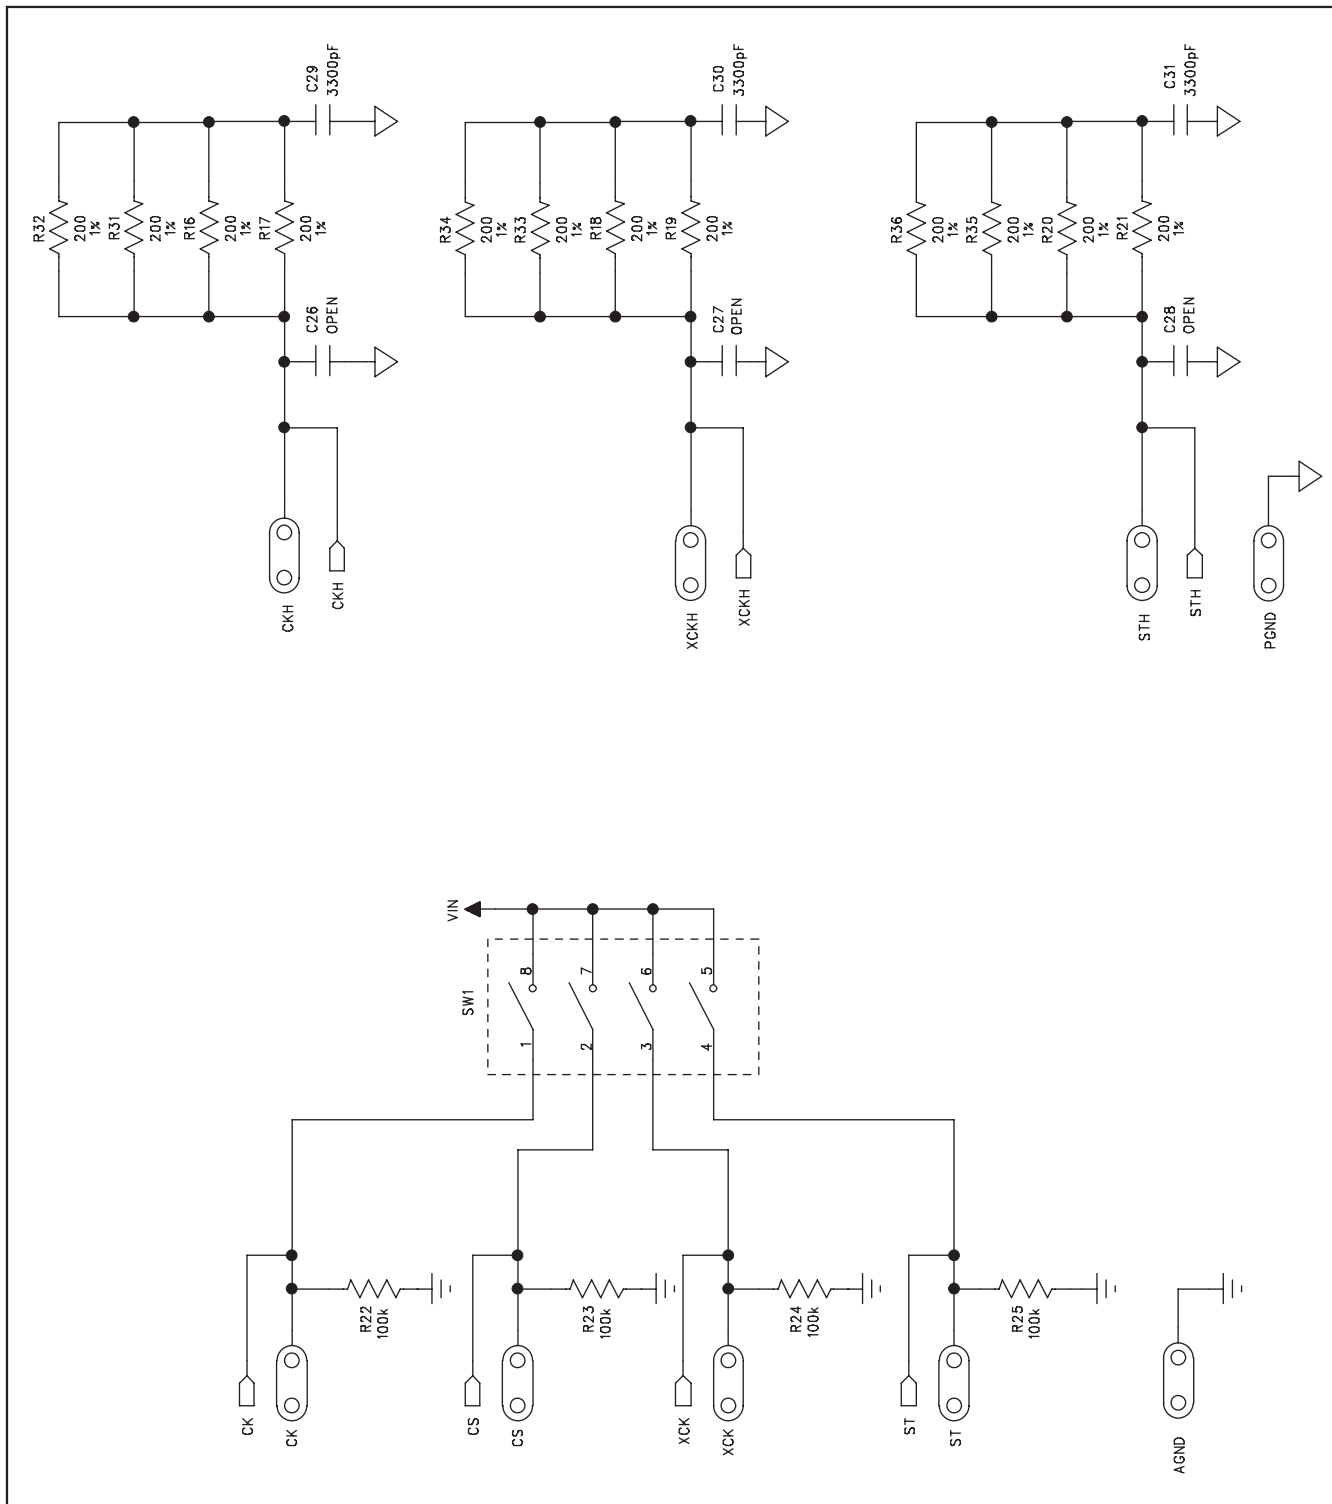 C29
3300pF
R32
200
1%
R31
200
1%
R16
200
1%
R17
200
1%
C26
OPEN
CKH
CKH
C30
3300pF
R34
200
1%
R33
200
1%
R18
200
1%
R19
200
1%
C27
OPEN
XCKH
XCKH
C31
3300pF
R36
200
1%
R35
200
1%
R20
200
1%
R21
200
1%
C28
OPEN
STH
STH
PGND
VIN
SW1
8
7
6
5
1
2
3
4
CK
CK
R22
100k
CS
CS
R23
100k
XCK
XCK
R24
100k
ST
ST
R25
100k
AGND